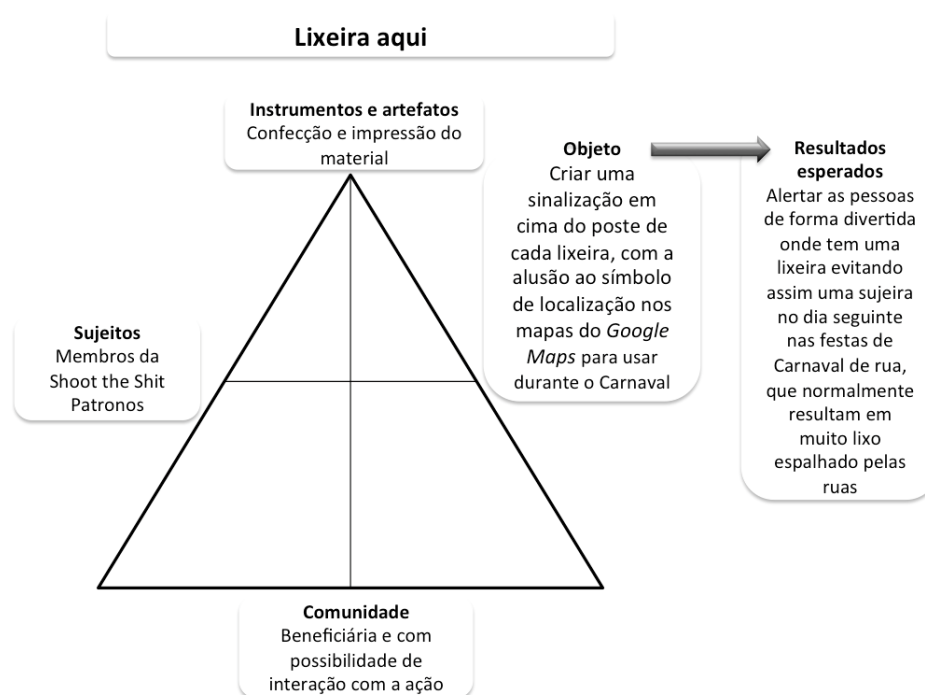 Lixeira aqui
Instrumentos e artefatos
Confecção e impressão do
material
Objeto
Criar uma
sinalização em
cima do poste de
cada lixeira, com a
alusão ao símbolo
de localização nos
mapas do Google
Maps para usar
durante o Carnaval
Resultados
esperados
Alertar as pessoas
de forma divertida
onde tem uma
lixeira evitando
assim uma sujeira
no dia seguinte
nas festas de
Carnaval de rua,
que normalmente
resultam em
muito lixo
espalhado pelas
ruas
Sujeitos
Membros da
Shoot the Shit
Patronos
Comunidade
Beneficiária e com
possibilidade de
interação com a ação